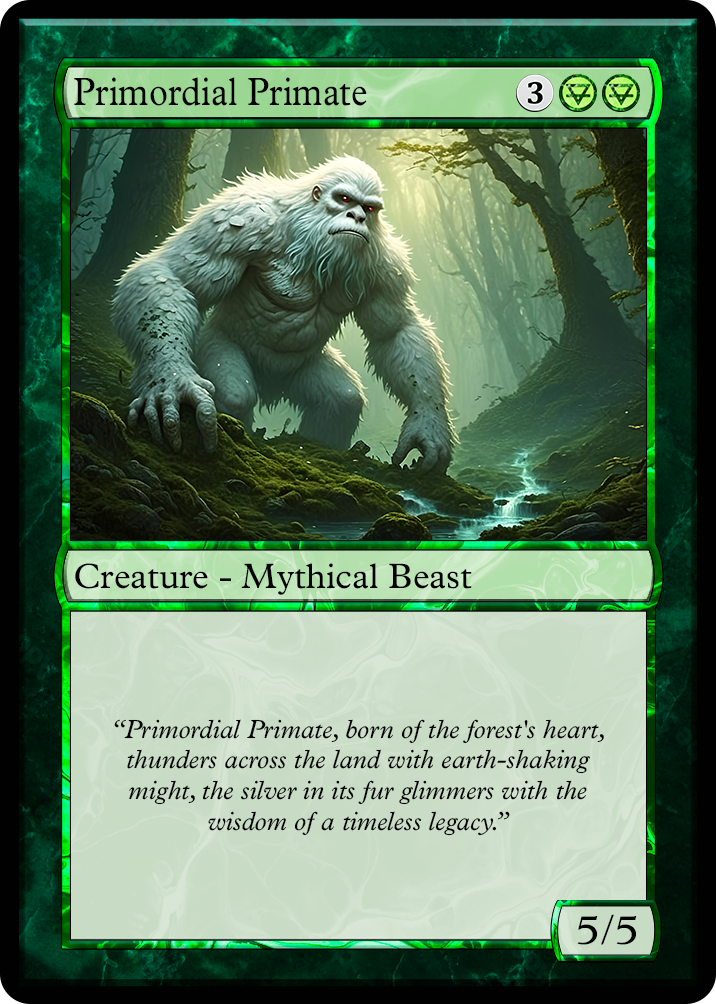 Primordial Primate 3
Creature - Mythical Beast
“Primordial Primate, born of the forest's heart,
thunders across the land with earth-shaking
might, the silver in its fur glimmers with the
wisdom of a timeless legacy.”
5/5